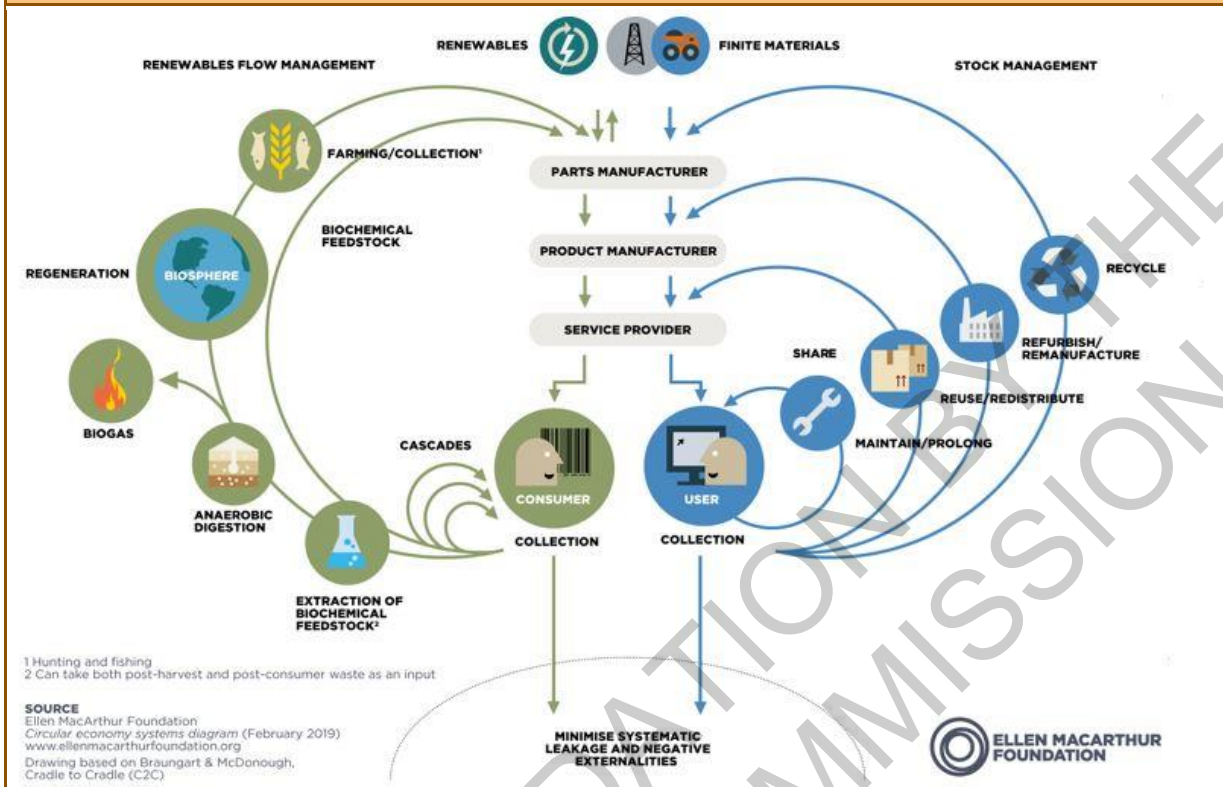 RENEWABLES
FINITE MATERIALS
RENEWABLES FLOW MANAGEMENT
STOCK MANAGEMENT
FARMING/COLLECTION¹
PARTS MANUFACTURER
BIOCHEMICAL
FEEDSTOCK
PRODUCT MANUFACTURER
REGENERATION
BIOSPHERE
RECYCLE
SERVICE PROVIDER
SHARE
REFURBISH/
REMANUFACTURE
REUSE/REDISTRIBUTE
BIOGAS
CASCADES
MAINTAIN/PROLONG
CONSUMER
USER
ANAEROBIC
DIGESTION
COLLECTION
COLLECTION
EXTRACTION OF
BIOCHEMICAL
FEEDSTOCK²
1 Hunting and fishing
2 Can take both post-harvest and post-consumer waste as an input
SOURCE
Ellen MacArthur Foundation
Circular economy systems diagram (February 2019)
www.ellenmacarthurfoundation.org
Drawing based on Braungart & McDonough,
Cradle to Cradle (C2C)
MINIMISE SYSTEMATIC
LEAKAGE AND NEGATIVE
EXTERNALITIES
ELLEN MACARTHUR
FOUNDATION
RATION BY THE
MMISSION